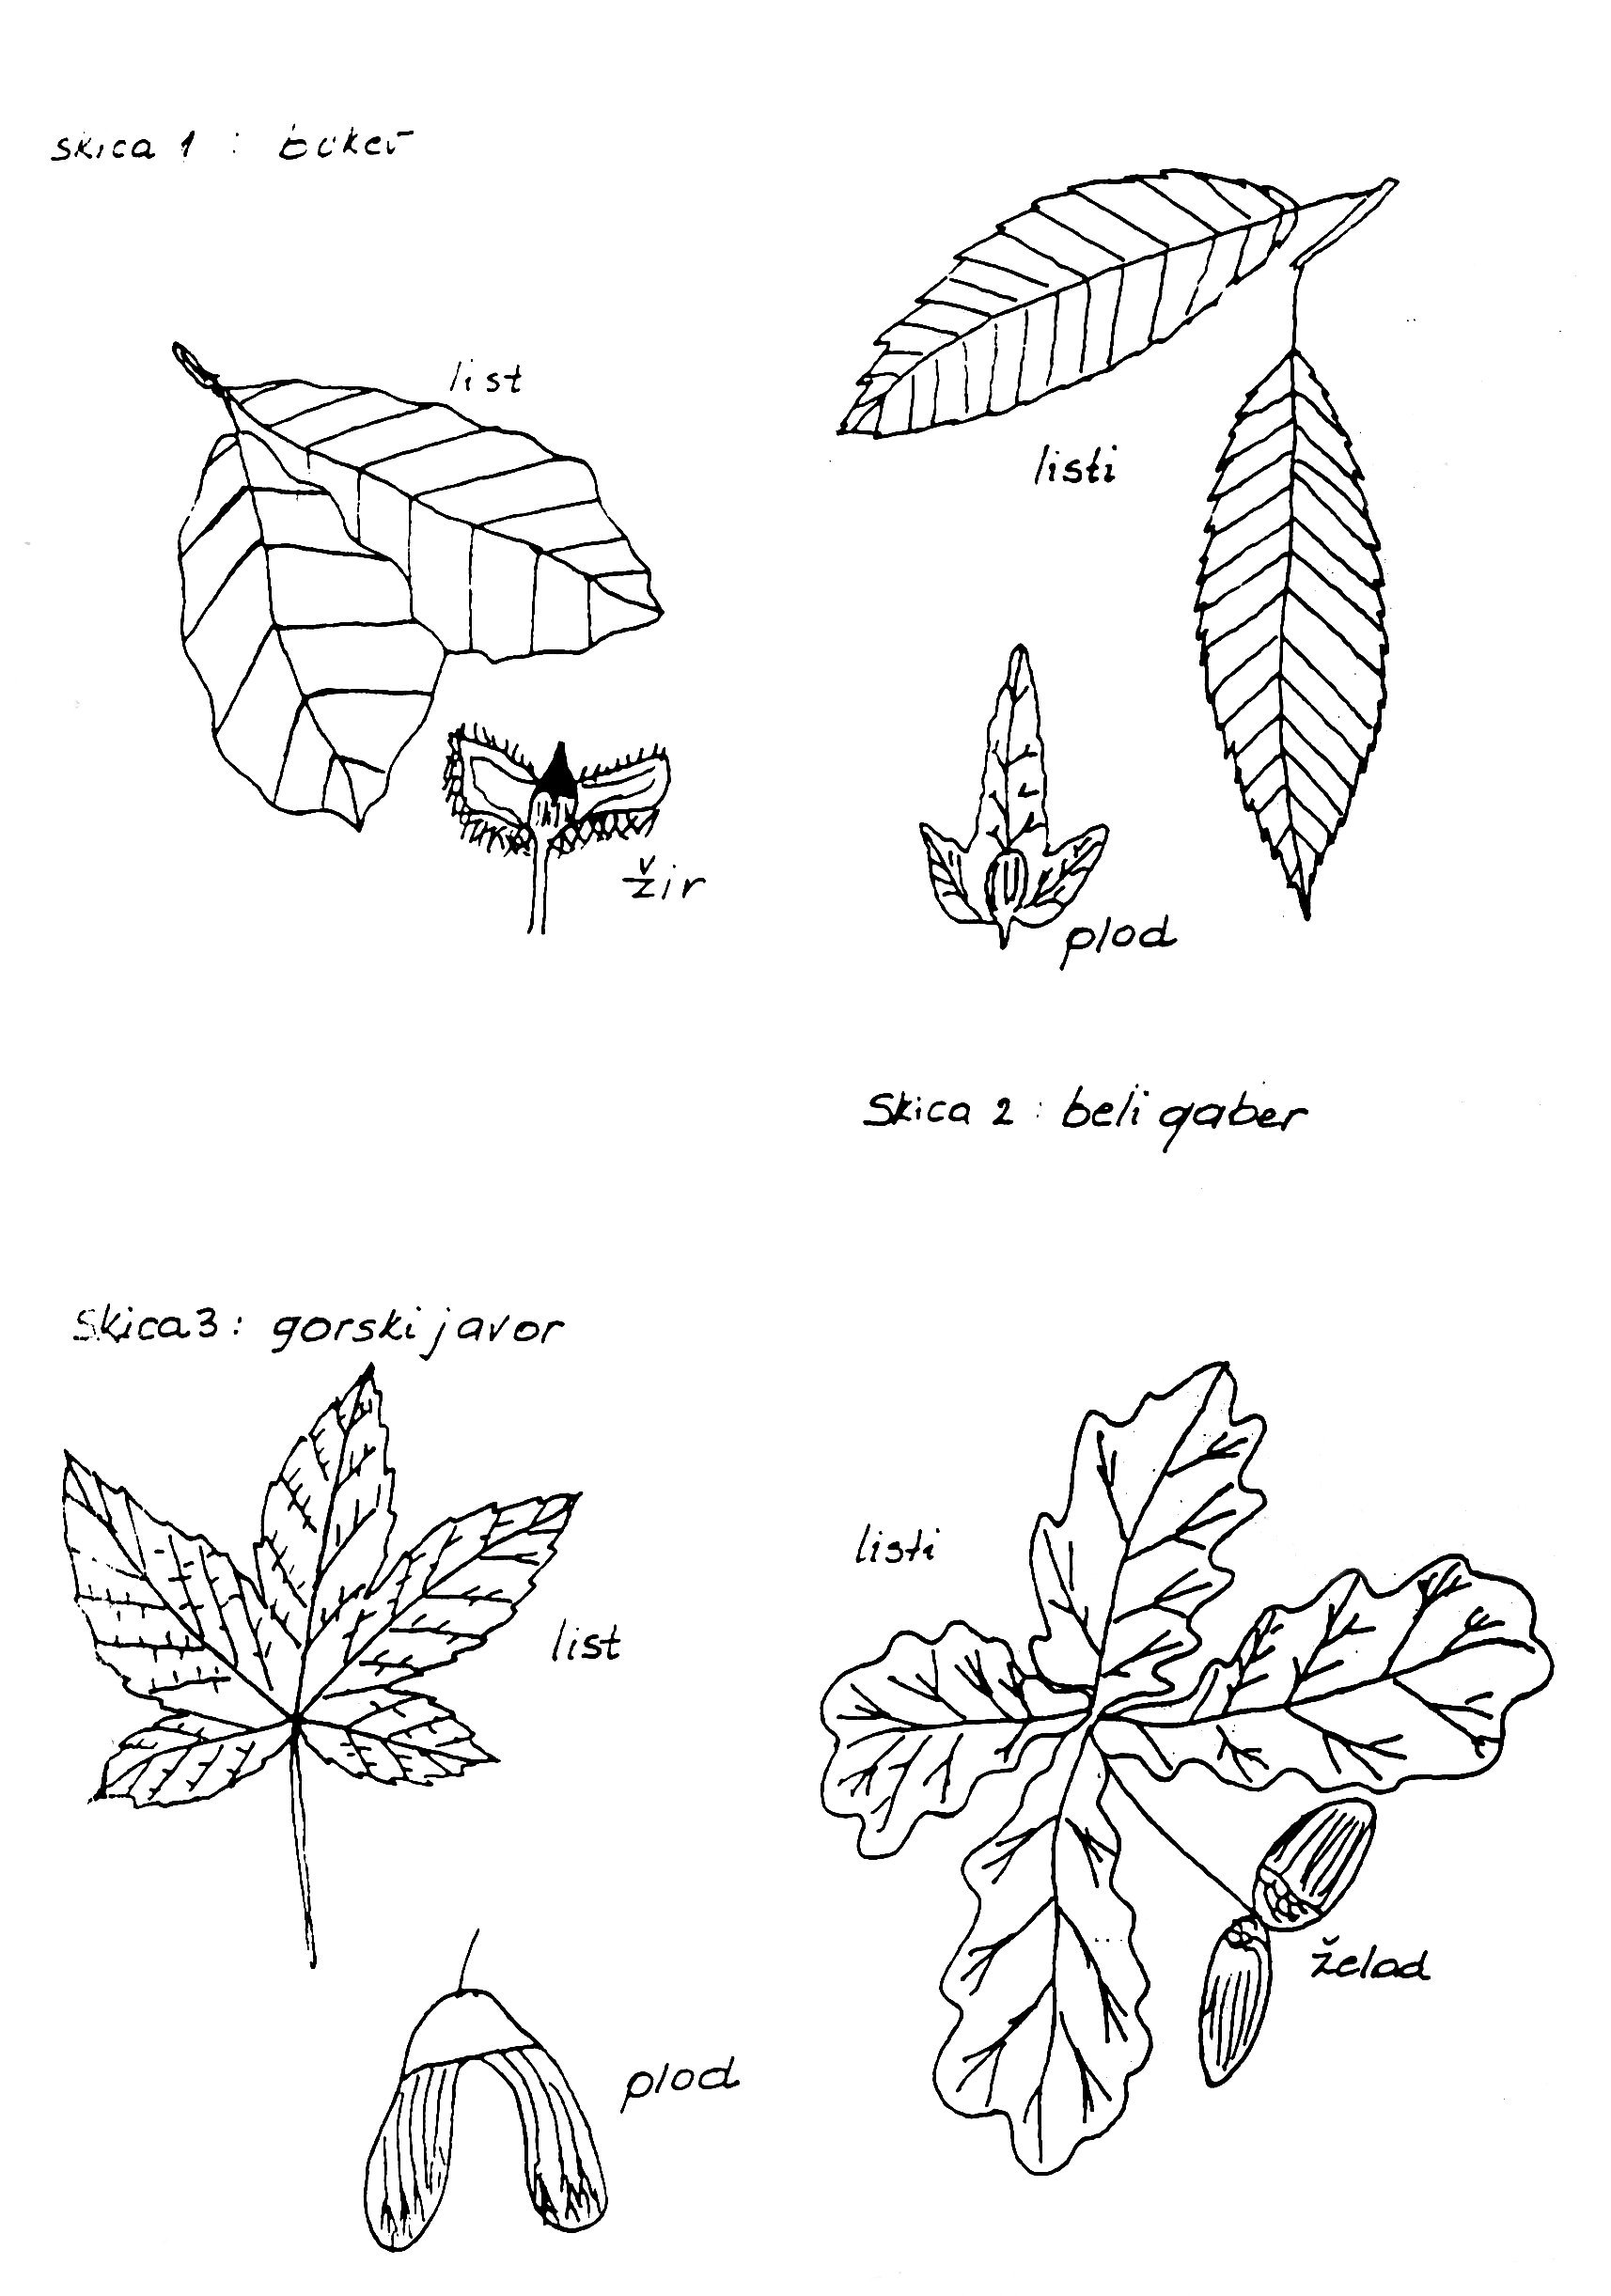 skica 1 : bukev
list
žir
listi
plod
Skica 2 : beli gaber
Skica 3 : gorski javor
list
plod
listi
želod